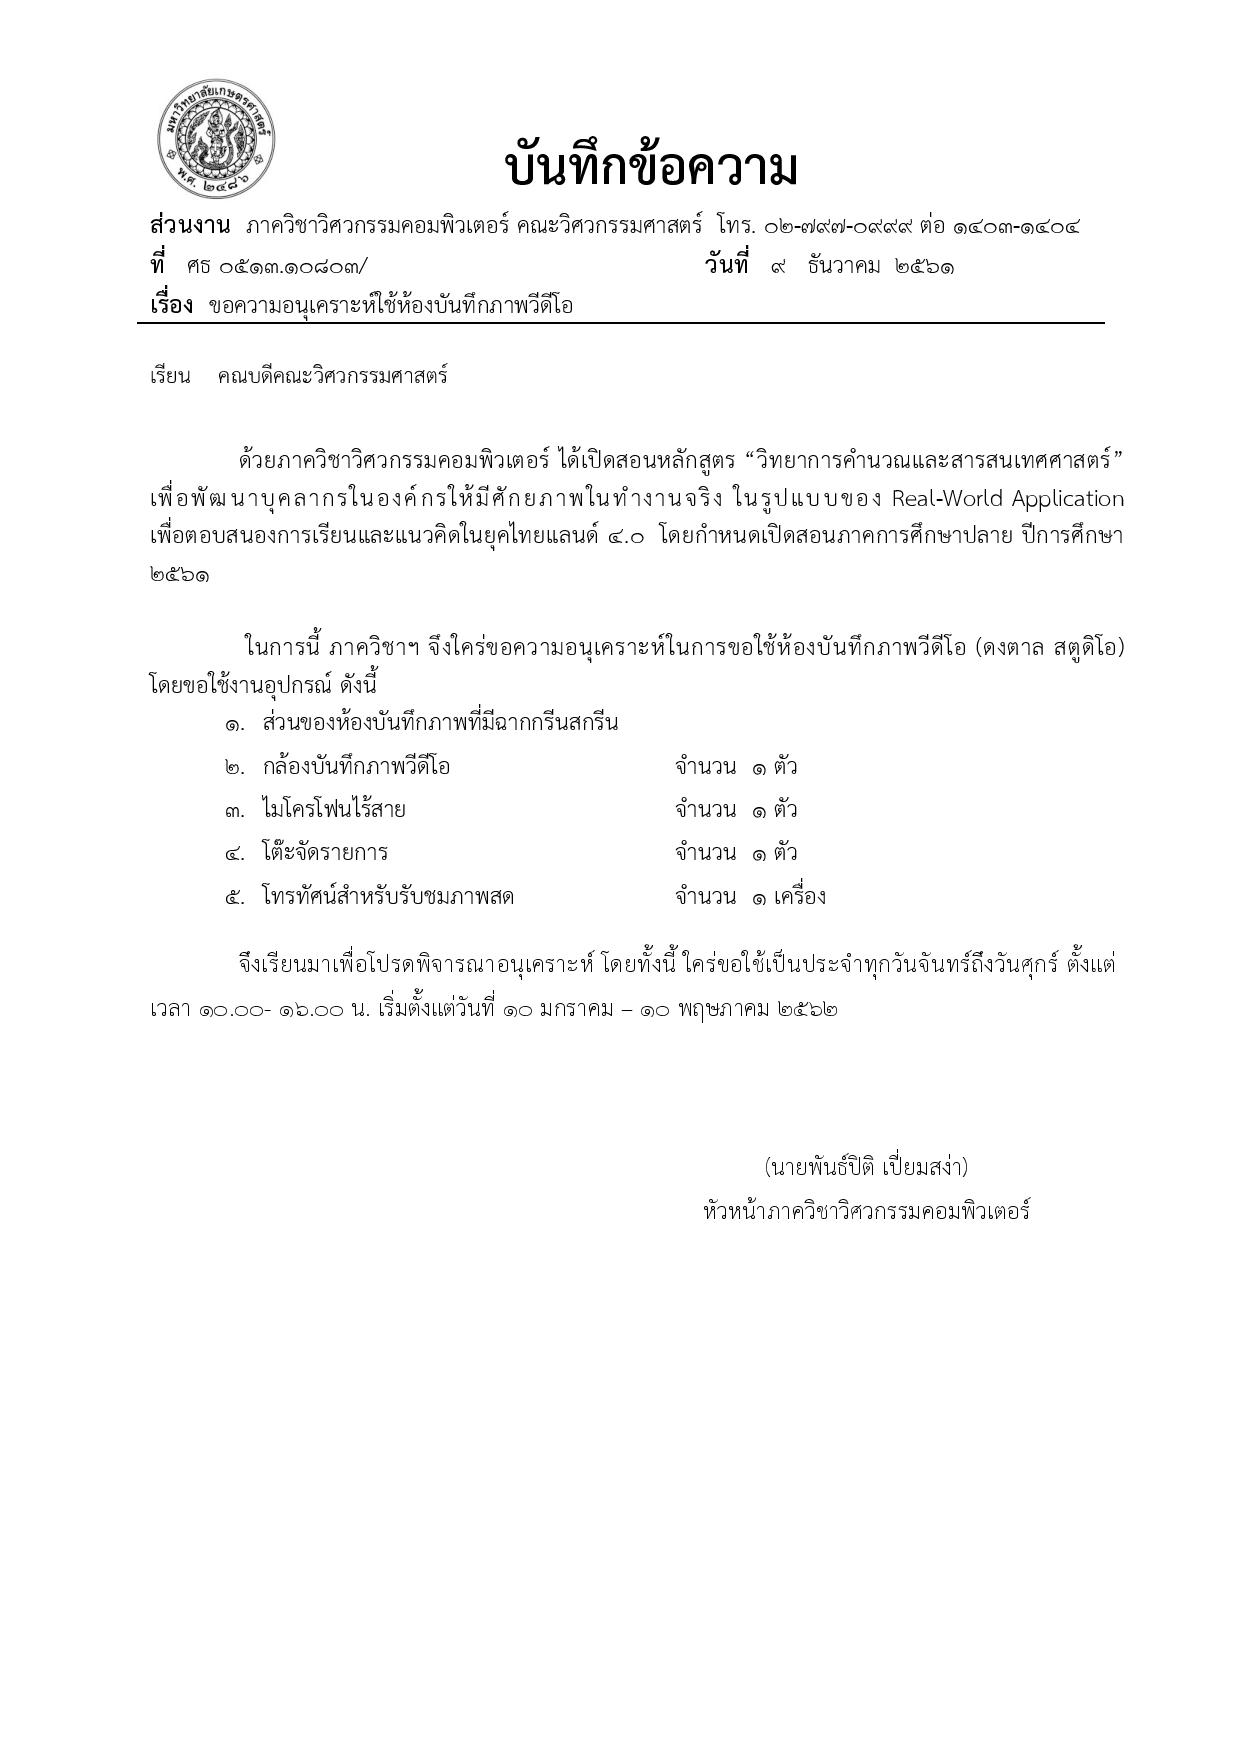 มหาวิทยาลัยเกษตรศาสตร์
พ.ศ. ๒๔๘๖
บันทึกข้อความ
ส่วนงาน ภาควิชาวิศวกรรมคอมพิวเตอร์ คณะวิศวกรรมศาสตร์ โทร. ๐๒-๗๙๗-๐๙๙๙ ต่อ ๑๔๐๓-๑๔๐๔
ที่ ศธ ๐๕๑๓.๑๐๘๐๓/ วันที่ ๙ ธันวาคม ๒๕๖๑
เรื่อง ขอความอนุเคราะห์ใช้ห้องบันทึกภาพวีดีโอ
เรียน คณบดีคณะวิศวกรรมศาสตร์
ด้วยภาควิชาวิศวกรรมคอมพิวเตอร์ ได้เปิดสอนหลักสูตร “วิทยาการคำนวณและสารสนเทศศาสตร์”
เพื่อพัฒนาบุคลากรในองค์กรให้มีศักยภาพในทำงานจริง ในรูปแบบของ Real-World Application
เพื่อตอบสนองการเรียนและแนวคิดในยุคไทยแลนด์ ๔.๐ โดยกำหนดเปิดสอนภาคการศึกษาปลาย ปีการศึกษา
๒๕๖๑
ในการนี้ ภาควิชาฯ จึงใคร่ขอความอนุเคราะห์ในการขอใช้ห้องบันทึกภาพวีดีโอ (ดงตาล สตูดิโอ)
โดยขอใช้งานอุปกรณ์ ดังนี้
๑. ส่วนของห้องบันทึกภาพที่มีฉากกรีนสกรีน
๒. กล้องบันทึกภาพวีดีโอ จำนวน ๑ ตัว
๓. ไมโครโฟนไร้สาย จำนวน ๑ ตัว
๔. โต๊ะจัดรายการ จำนวน ๑ ตัว
๕. โทรทัศน์สำหรับรับชมภาพสด จำนวน ๑ เครื่อง
จึงเรียนมาเพื่อโปรดพิจารณาอนุเคราะห์ โดยทั้งนี้ ใคร่ขอใช้เป็นประจำทุกวันจันทร์ถึงวันศุกร์ ตั้งแต่
เวลา ๑๐.๐๐- ๑๖.๐๐ น. เริ่มตั้งแต่วันที่ ๑๐ มกราคม – ๑๐ พฤษภาคม ๒๕๖๒
(นายพันธ์ปิติ เปี่ยมสง่า)
หัวหน้าภาควิชาวิศวกรรมคอมพิวเตอร์